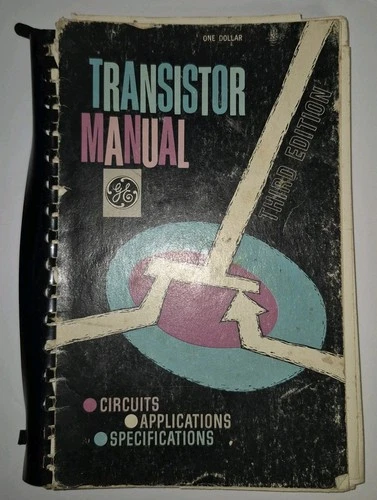 ONE DOLLAR
TRANSISTOR
MANUAL
GE
THIRD EDITION
CIRCUITS
APPLICATIONS
SPECIFICATIONS